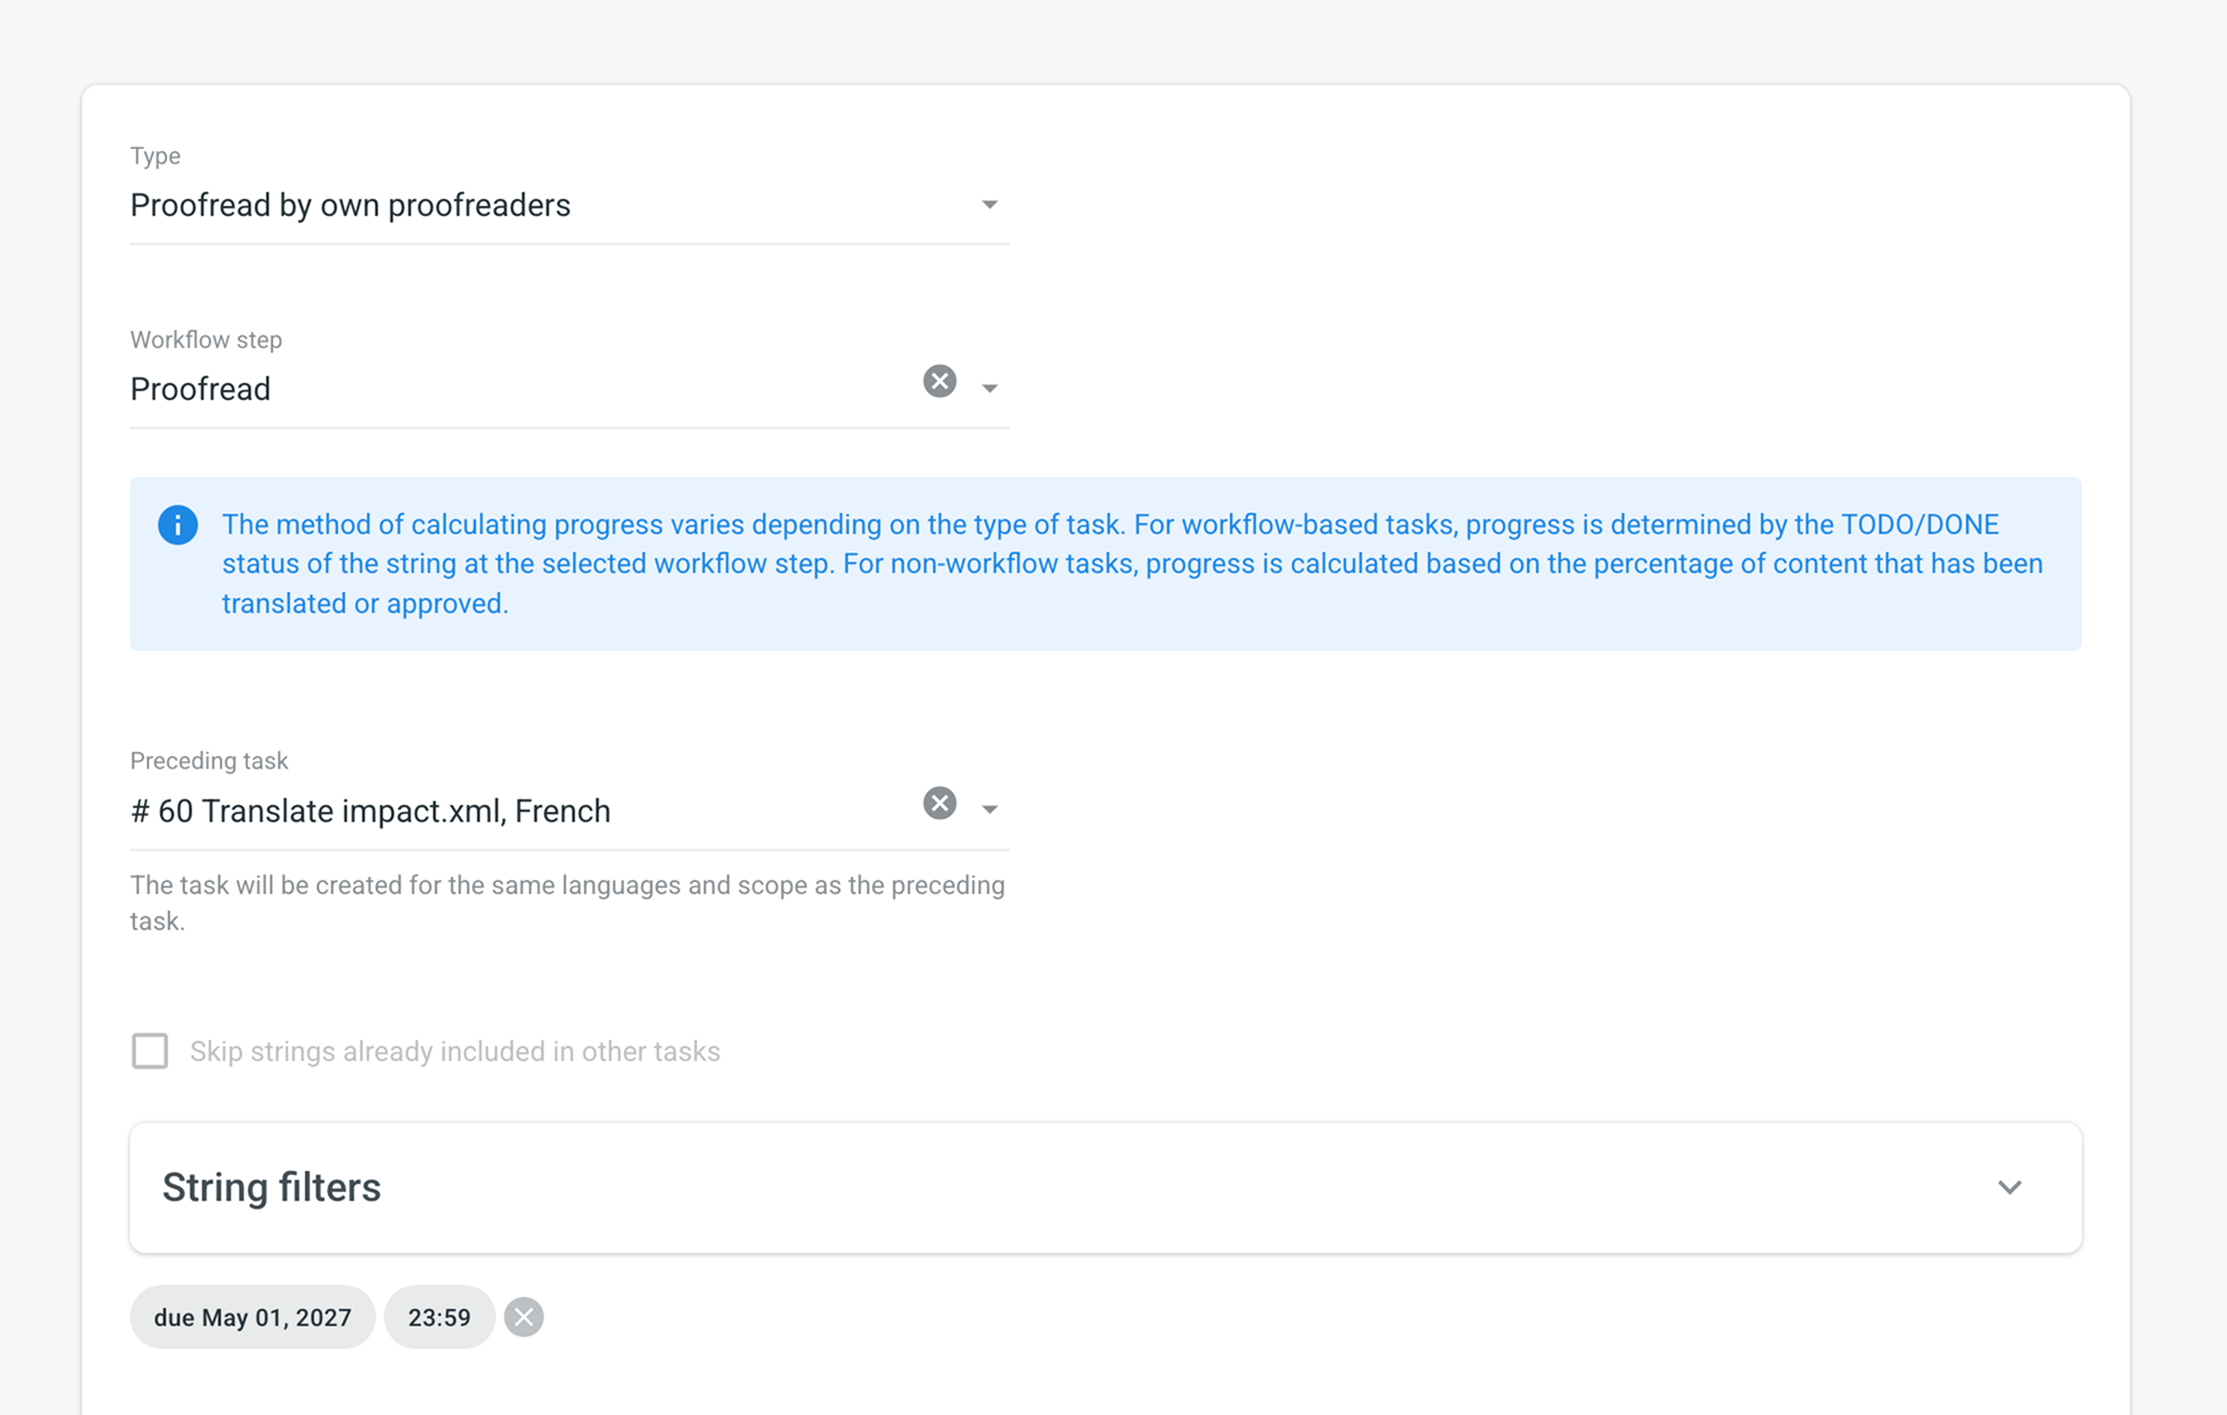 Type
Proofread by own proofreaders
Workflow step
Proofread
The method of calculating progress varies depending on the type of task. For workflow-based tasks, progress is determined by the TODO/DONE
status of the string at the selected workflow step. For non-workflow tasks, progress is calculated based on the percentage of content that has been
translated or approved.
Preceding task
# 60 Translate impact.xml, French
The task will be created for the same languages and scope as the preceding
task.
Skip strings already included in other tasks
String filters
due May 01, 2027 23:59